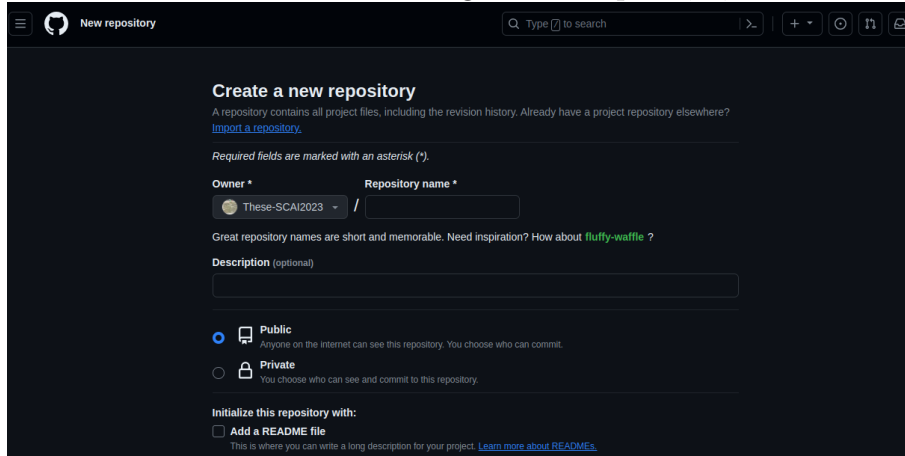 New repository
Type / to search
Create a new repository
A repository contains all project files, including the revision history. Already have a project repository elsewhere?
Import a repository.
Required fields are marked with an asterisk (*).
Owner * Repository name *
These-SCAI2023 /
Great repository names are short and memorable. Need inspiration? How about fluffy-waffle ?
Description (optional)
Public
Anyone on the internet can see this repository. You choose who can commit.
Private
You choose who can see and commit to this repository.
Initialize this repository with:
Add a README file
This is where you can write a long description for your project. Learn more about READMEs.